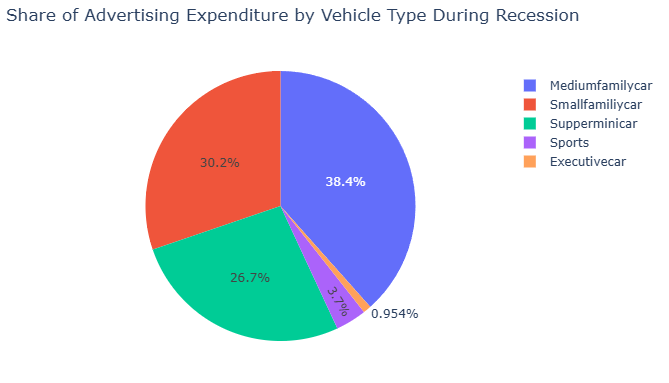 Share of Advertising Expenditure by Vehicle Type During Recession
Mediumfamilycar
Smallfamiliycar
Supperminicar
Sports
Executivecar
30.2%
38.4%
26.7%
3.7%
0.954%